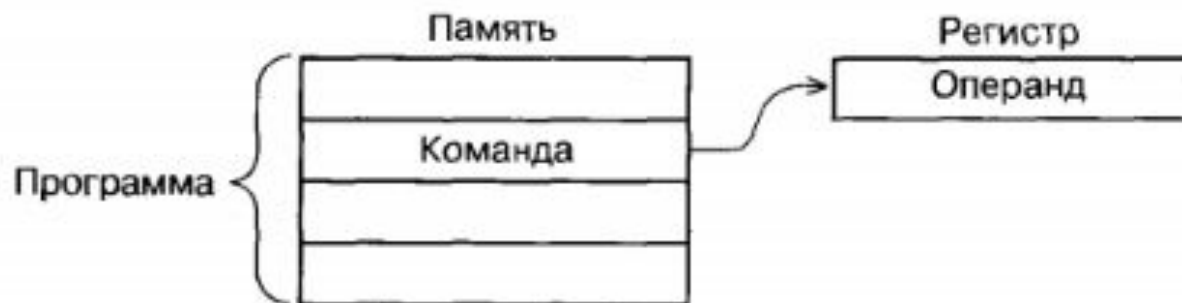 Память
Регистр
Операнд
Команда
Программа